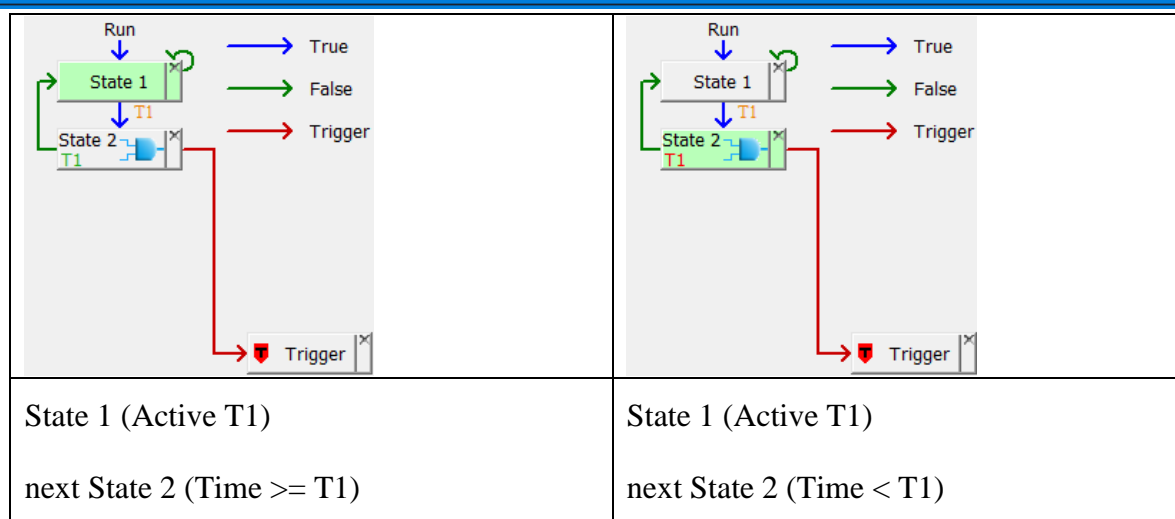 Run
True
State 1
False
T1
State 2
T1
Trigger
T Trigger
State 1 (Active T1)
next State 2 (Time >= T1)
Run
True
State 1
False
T1
State 2
T1
Trigger
T Trigger
State 1 (Active T1)
next State 2 (Time < T1)